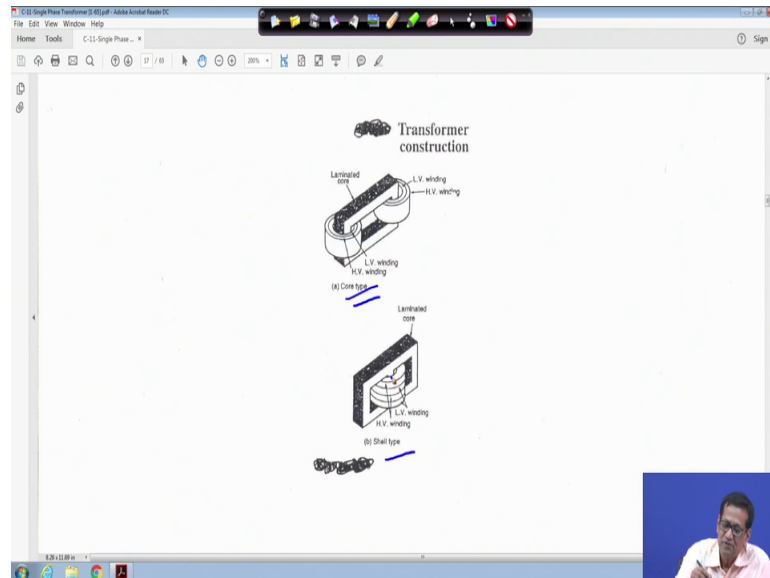 C-11-Single Phase Transformer [1-65].pdf - Adobe Acrobat Reader DC
File Edit View Window Help
Home Tools C-11-Single Phase ... ×
Sign
17 / 65
200%
Transformer
construction
Laminated
core
L.V. winding
H.V. winding
L.V. winding
H.V. winding
(a) Core type
Laminated
core
L.V. winding
H.V. winding
(b) Shell type
8.26 x 11.69 in